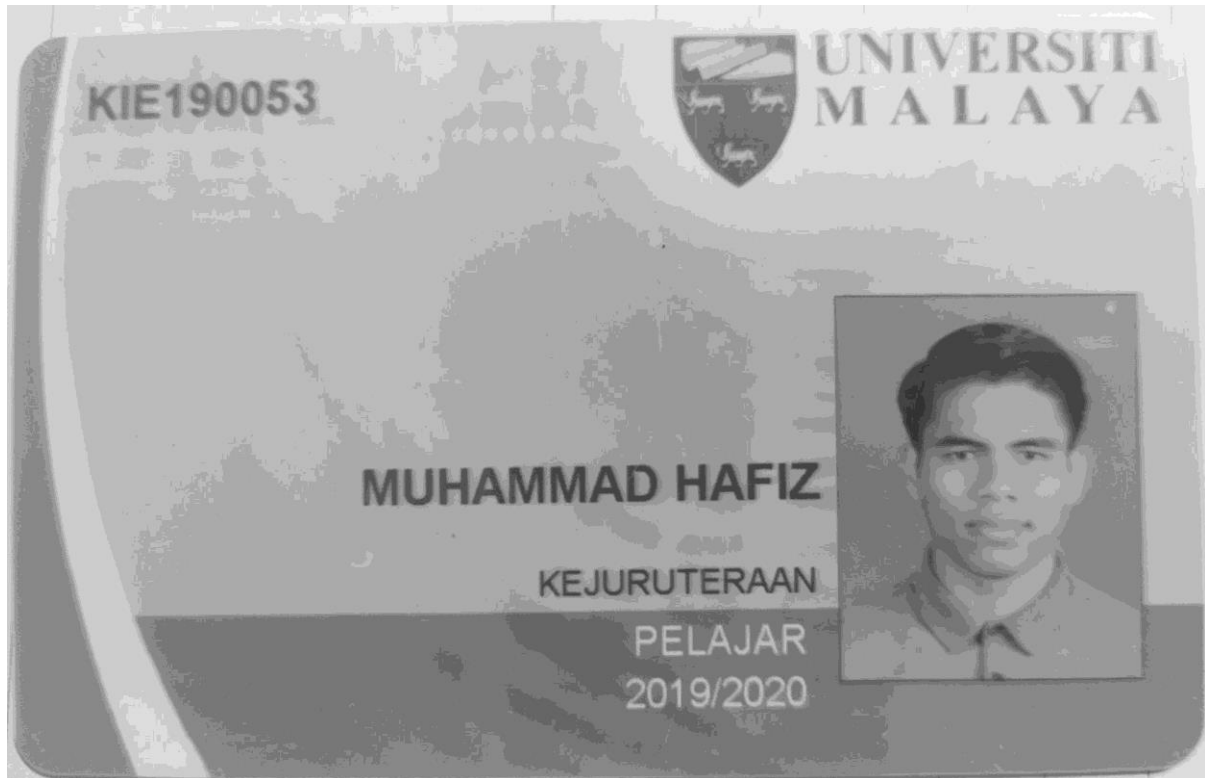 KIE190053
UNIVERSITI
MALAYA
MUHAMMAD HAFIZ
KEJURUTERAAN
PELAJAR
2019/2020